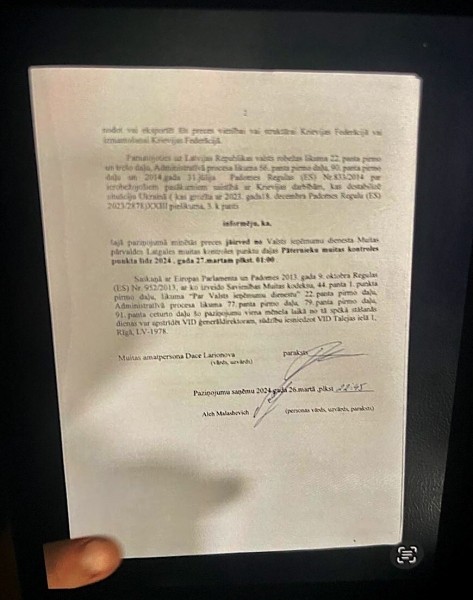 2
nodot vai eksportēt šīs preces vienībai vai struktūrai Krievijas Federācijā vai
izmantošanai Krievijas Federācijā.
Pamatojoties uz Latvijas Republikas valsts robežas likuma 22. panta pirmo
un trešo daļu, Administratīvā procesa likuma 66. panta pirmo daļu, 90. panta pirmo
daļu un 2014.gada 31.jūlija Padomes Regulas (ES) Nr.833/2014 par
ierobežojošiem pasākumiem saistībā ar Krievijas darbībām, kas destabilizē
situāciju Ukrainā ( kas grozīta ar 2023. gada18. decembra Padomes Regulu (ES)
2023/2878)XXIII pielikuma, 3. k pants
informēju, ka,
šajā paziņojumā minētās preces jāizved no Valsts ieņēmumu dienesta Muitas
pārvaldes Latgales muitas kontroles punktu daļas Pāternieku muitas kontroles
punkta līdz 2024 . gada 27.martam plkst. 01:00 .
Saskaņā ar Eiropas Parlamenta un Padomes 2013. gada 9. oktobra Regulas
(ES) Nr.952/2013, ar ko izveido Savienības Muitas kodeksu, 44. panta 1. punkta
pirmo daļu, likuma “Par Valsts ieņēmumu dienestu” 22. panta pirmo daļu,
Administratīvā procesa likuma 77. panta pirmo daļu, 79. panta pirmo daļu,
91. panta ceturto daļu šo paziņojumu viena mēneša laikā no tā spēkā stāšanās
dienas var apstrīdēt VID ģenerāldirektoram, sūdzību iesniedzot VID Talejas ielā 1,
Rīgā, LV-1978.
Muitas amatpersona Dace Larionova paraksts
(vārds, uzvārds)
Paziņojumu saņēmu 2024.gada 26.martā ,plkst 22:45
Aleh Malashevich (personas vārds, uzvārds, paraksts)